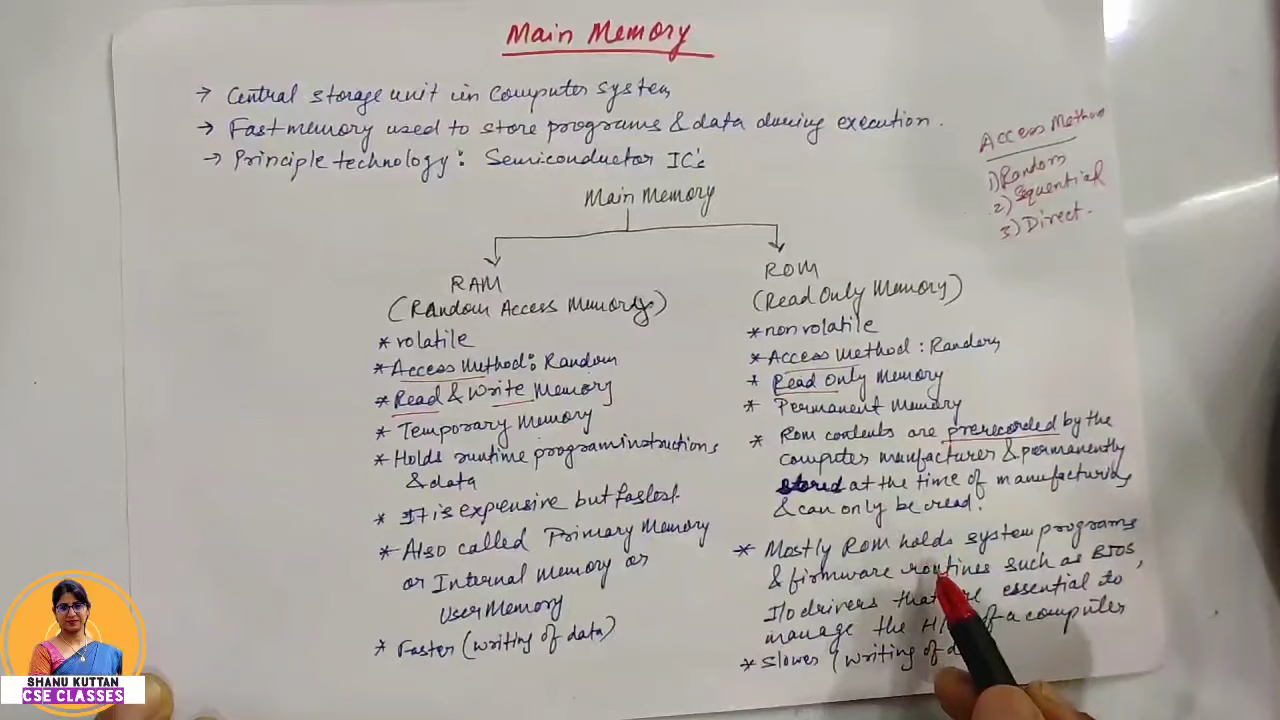 Main Memory
→ Central storage unit in computer system
→ Fast memory used to store programs & data during execution.
→ Principle technology: Semiconductor IC's
Access Method
1) Random
2) Sequential
3) Direct.
Main Memory
RAM
(Random Access Memory)
* volatile
* Access Method: Random
* Read & Write Memory
* Temporary Memory
* Holds runtime program instructions
& data
* It is expensive but fastest
* Also called Primary Memory
or Internal Memory or
User Memory
* Faster (writing of data)
ROM
(Read Only Memory)
* non volatile
* Access Method: Random
* Read Only Memory
* Permanent Memory
* Rom contents are prerecorded by the
computer manufacturer & permanently
stored at the time of manufacturing
& can only be read.
* Mostly ROM holds system programs
& firmware routines such as BIOS,
I/O drivers that essential to
manage the of a computer
* Slower (writing of
SHANU KUTTAN
CSE CLASSES